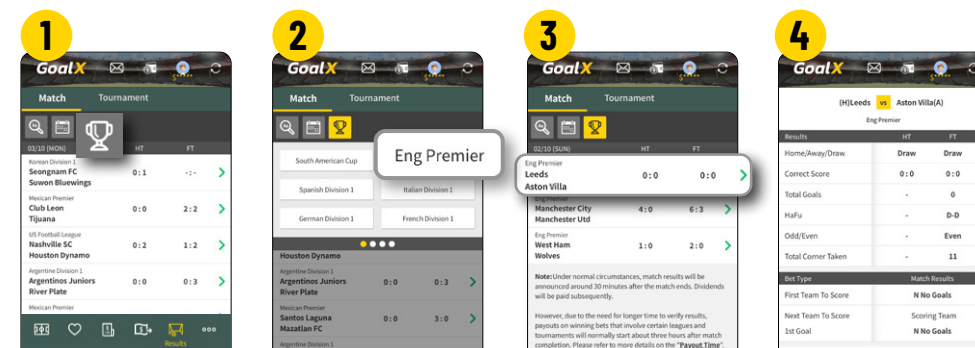 1
GoalX
Match Tournament
03/10 (MON) HT FT
Korean Division 1
Seongnam FC 0:1 -:-
Suwon Bluewings
Mexican Premier
Club Leon 0:0 2:2
Tijuana
US Football League
Nashville SC 0:2 1:2
Houston Dynamo
Argentine Division 1
Argentinos Juniors 0:0 0:3
River Plate
Mexican Premier
Results
2
GoalX
Match Tournament
South American Cup Eng Premier
Spanish Division 1 Italian Division 1
German Division 1 French Division 1
Houston Dynamo
Argentine Division 1
Argentinos Juniors 0:0 0:3
River Plate
Mexican Premier
Santos Laguna 0:0 3:0
Mazatlan FC
Argentine Division 1
3
GoalX
Match Tournament
02/10 (SUN) HT FT
Eng Premier
Leeds 0:0 0:0
Aston Villa
Eng Premier
Manchester City 4:0 6:3
Manchester Utd
Eng Premier
West Ham 1:0 2:0
Wolves
Note: Under normal circumstances, match results will be
announced around 30 minutes after the match ends. Dividends
will be paid subsequently.
However, due to the need for longer time to verify results,
payouts on winning bets that involve certain leagues and
tournaments will normally start about three hours after match
completion. Please refer to more details on the "Payout Time".
4
GoalX
(H)Leeds vs Aston Villa(A)
Eng Premier
Results HT FT
Home/Away/Draw Draw Draw
Correct Score 0:0 0:0
Total Goals - 0
HaFu - D-D
Odd/Even - Even
Total Corner Taken - 11
Bet Type Match Results
First Team To Score N No Goals
Next Team To Score Scoring Team
1st Goal N No Goals